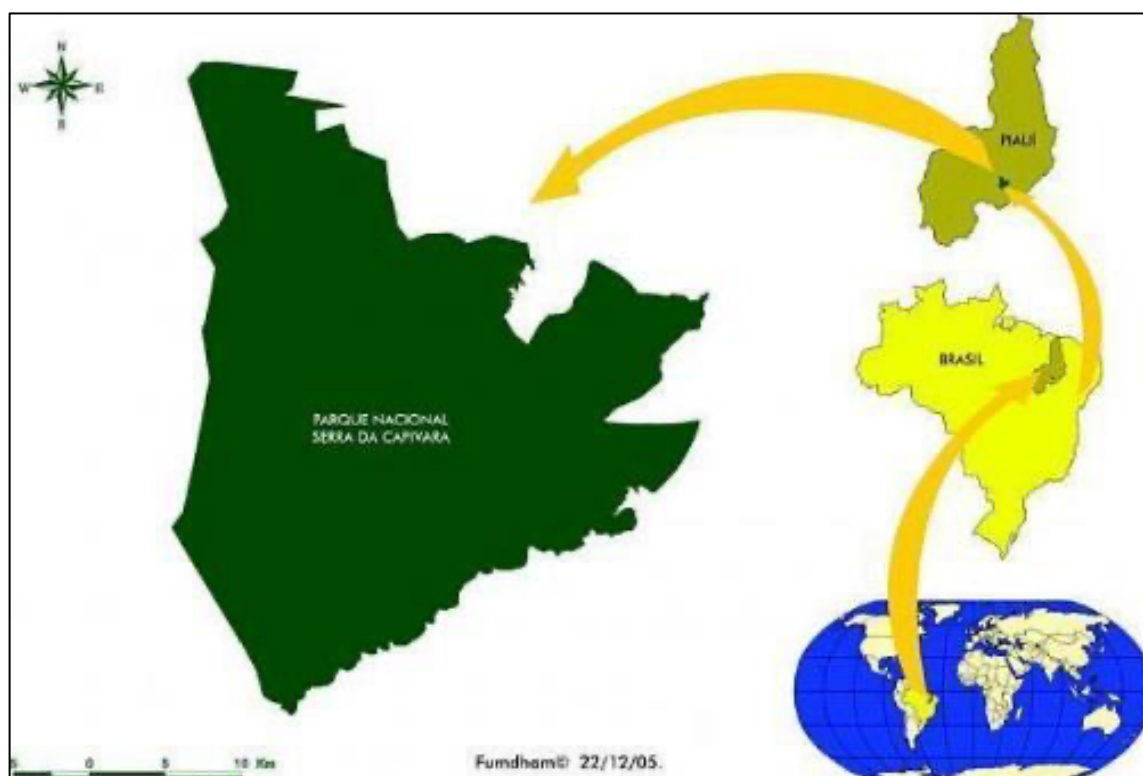 N
W E
S
PIAUÍ
BRASIL
PARQUE NACIONAL
SERRA DA CAPIVARA
5 0 5 10 Km
Fumdham© 22/12/05.